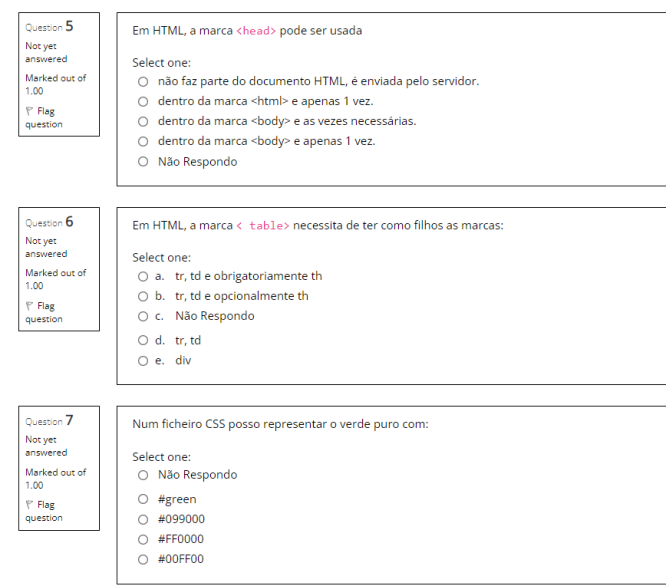 Question 5
Not yet
answered
Marked out of
1.00
Flag
question
Em HTML, a marca <head> pode ser usada
Select one:
não faz parte do documento HTML, é enviada pelo servidor.
dentro da marca <html> e apenas 1 vez.
dentro da marca <body> e as vezes necessárias.
dentro da marca <body> e apenas 1 vez.
Não Respondo
Question 6
Not yet
answered
Marked out of
1.00
Flag
question
Em HTML, a marca < table> necessita de ter como filhos as marcas:
Select one:
a. tr, td e obrigatoriamente th
b. tr, td e opcionalmente th
c. Não Respondo
d. tr, td
e. div
Question 7
Not yet
answered
Marked out of
1.00
Flag
question
Num ficheiro CSS posso representar o verde puro com:
Select one:
Não Respondo
#green
#099000
#FF0000
#00FF00